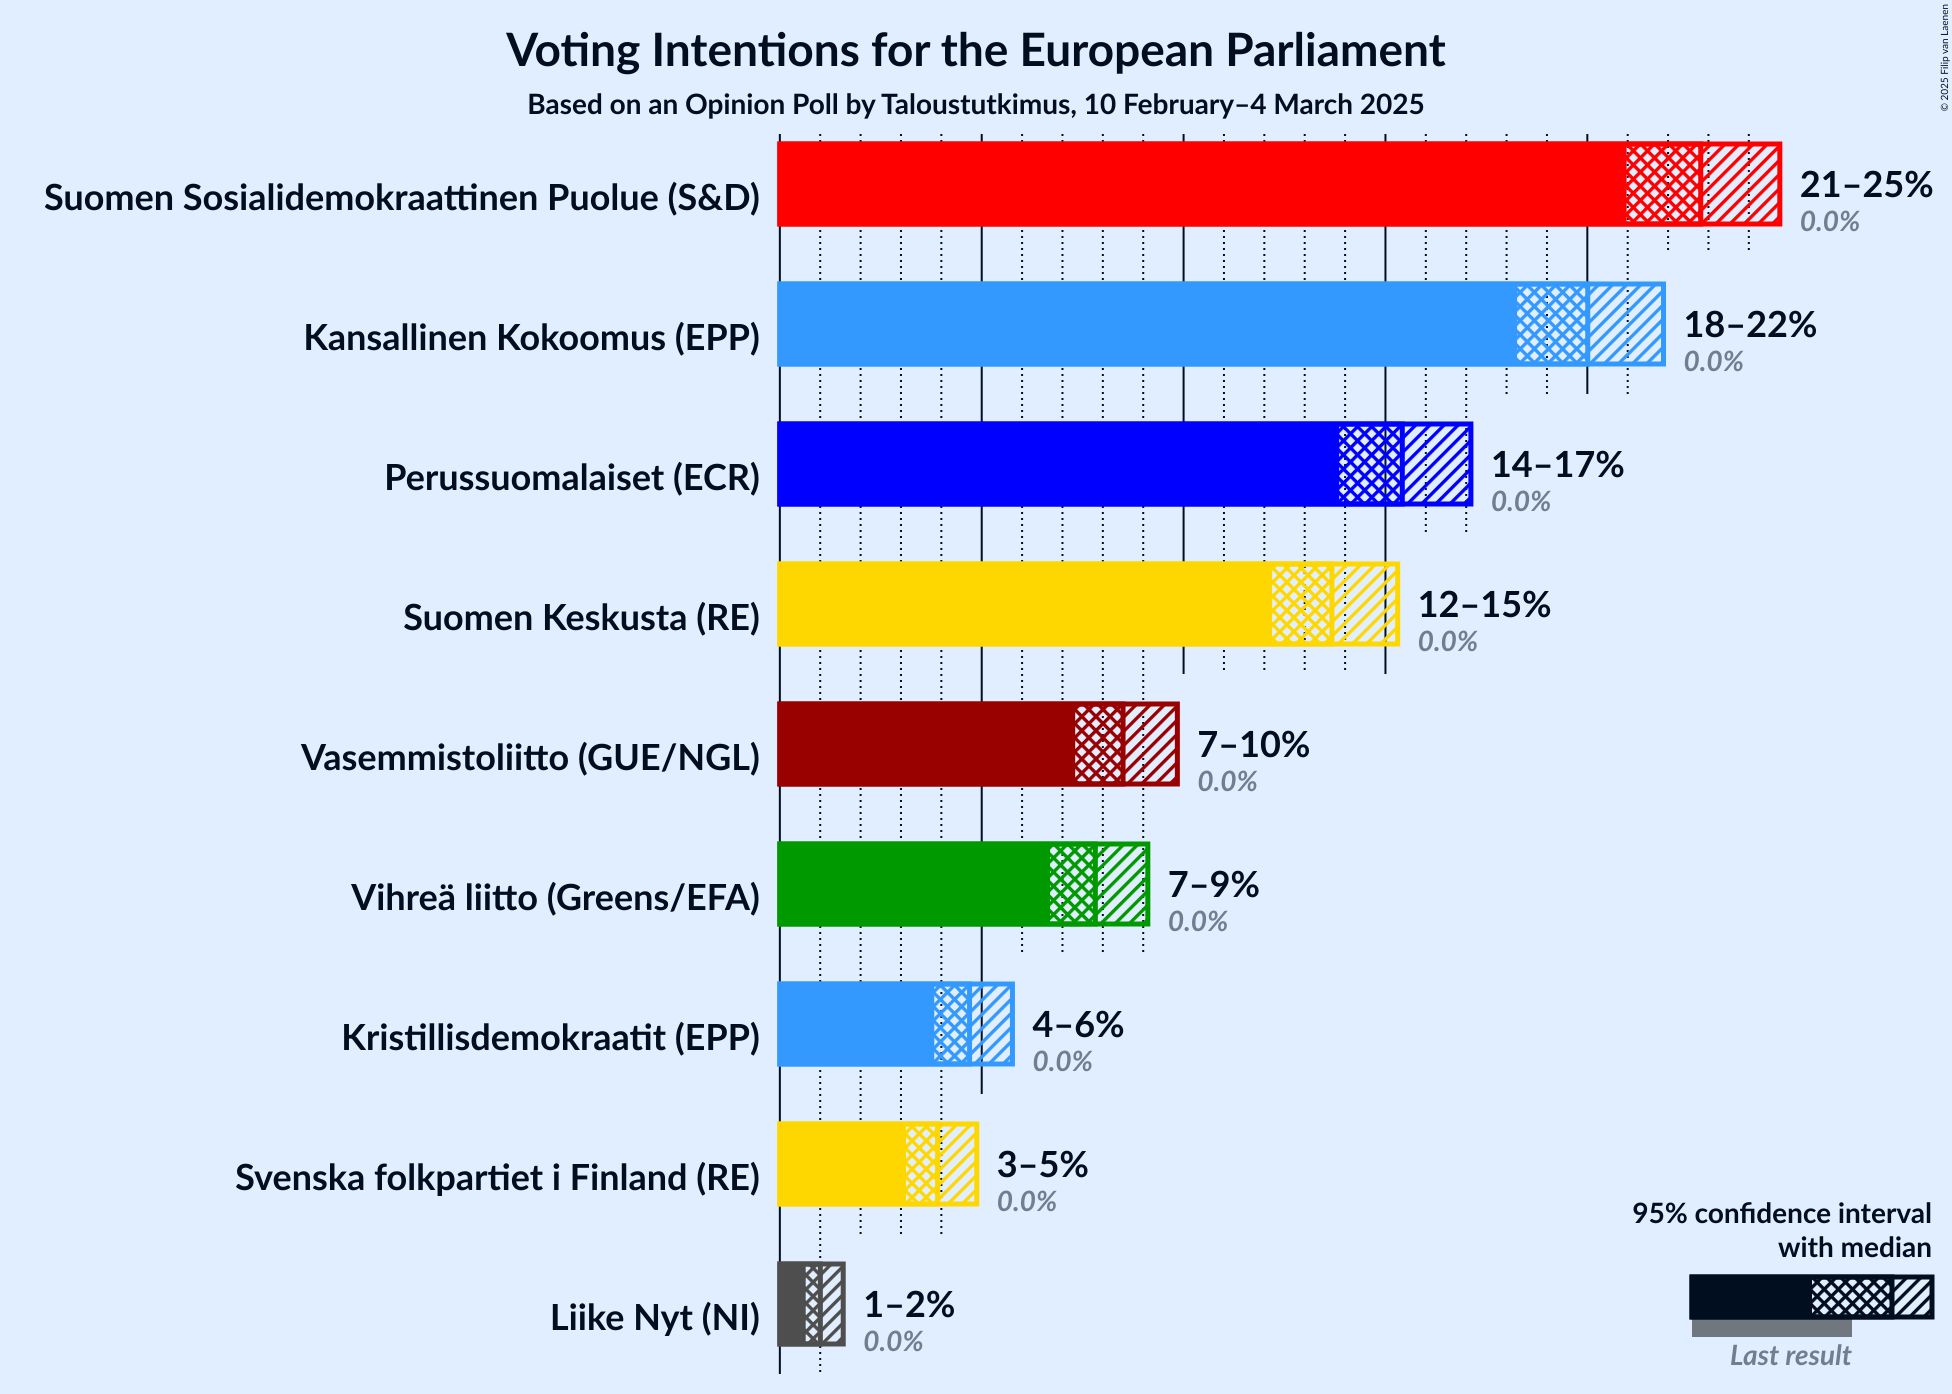 Voting Intentions for the European Parliament
Based on an Opinion Poll by Taloustutkimus, 10 February–4 March 2025
© 2025 Filip van Laenen
Suomen Sosialidemokraattinen Puolue (S&D)
21–25%
0.0%
Kansallinen Kokoomus (EPP)
18–22%
0.0%
Perussuomalaiset (ECR)
14–17%
0.0%
Suomen Keskusta (RE)
12–15%
0.0%
Vasemmistoliitto (GUE/NGL)
7–10%
0.0%
Vihreä liitto (Greens/EFA)
7–9%
0.0%
Kristillisdemokraatit (EPP)
4–6%
0.0%
Svenska folkpartiet i Finland (RE)
3–5%
0.0%
Liike Nyt (NI)
1–2%
0.0%
95% confidence interval
with median
Last result